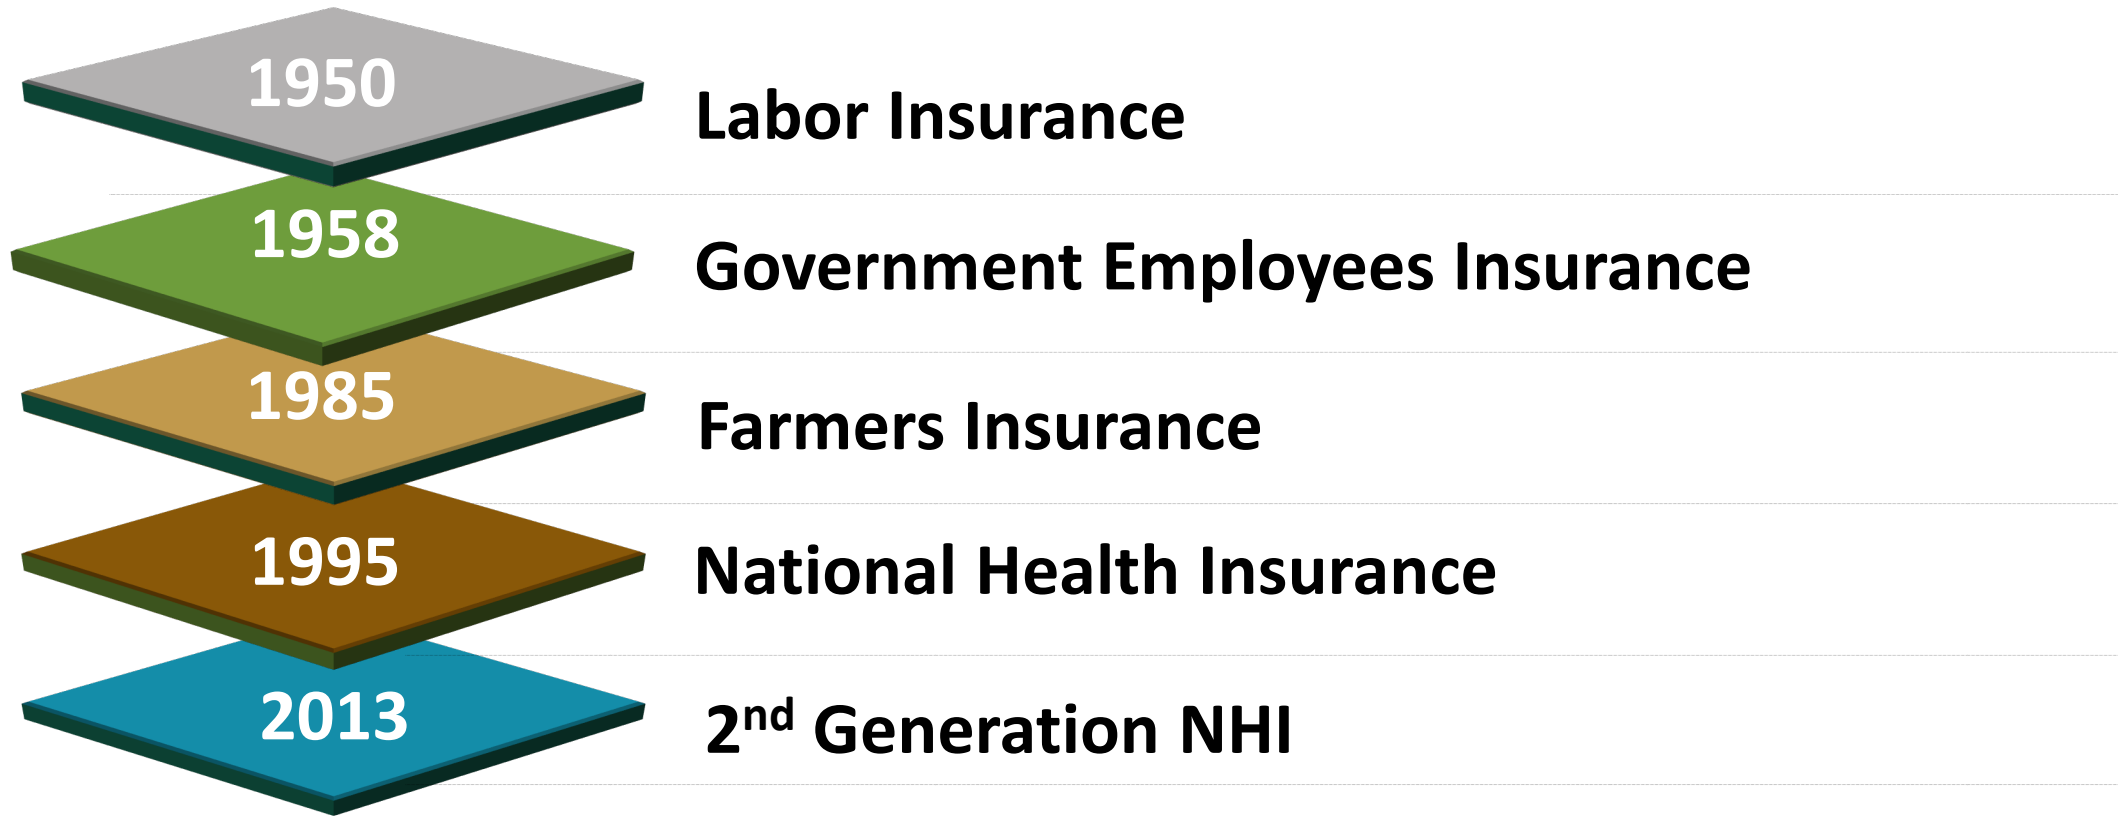 1950
Labor Insurance
1958
Government Employees Insurance
1985
Farmers Insurance
1995
National Health Insurance
2013
2nd Generation NHI